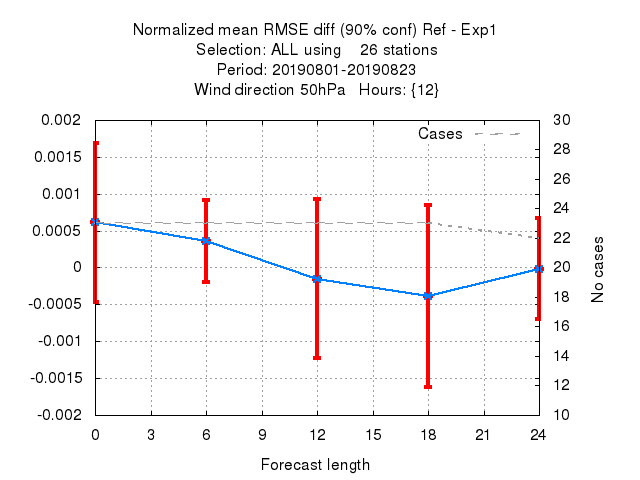 Normalized mean RMSE diff (90% conf) Ref - Exp1
Selection: ALL using    26 stations
Period: 20190801-20190823
Wind direction 50hPa   Hours: {12}
Cases
0.002
0.0015
0.001
0.0005
0
-0.0005
-0.001
-0.0015
-0.002
30
28
26
24
22
20
18
16
14
12
10
No cases
0 3 6 9 12 15 18 21 24
Forecast length